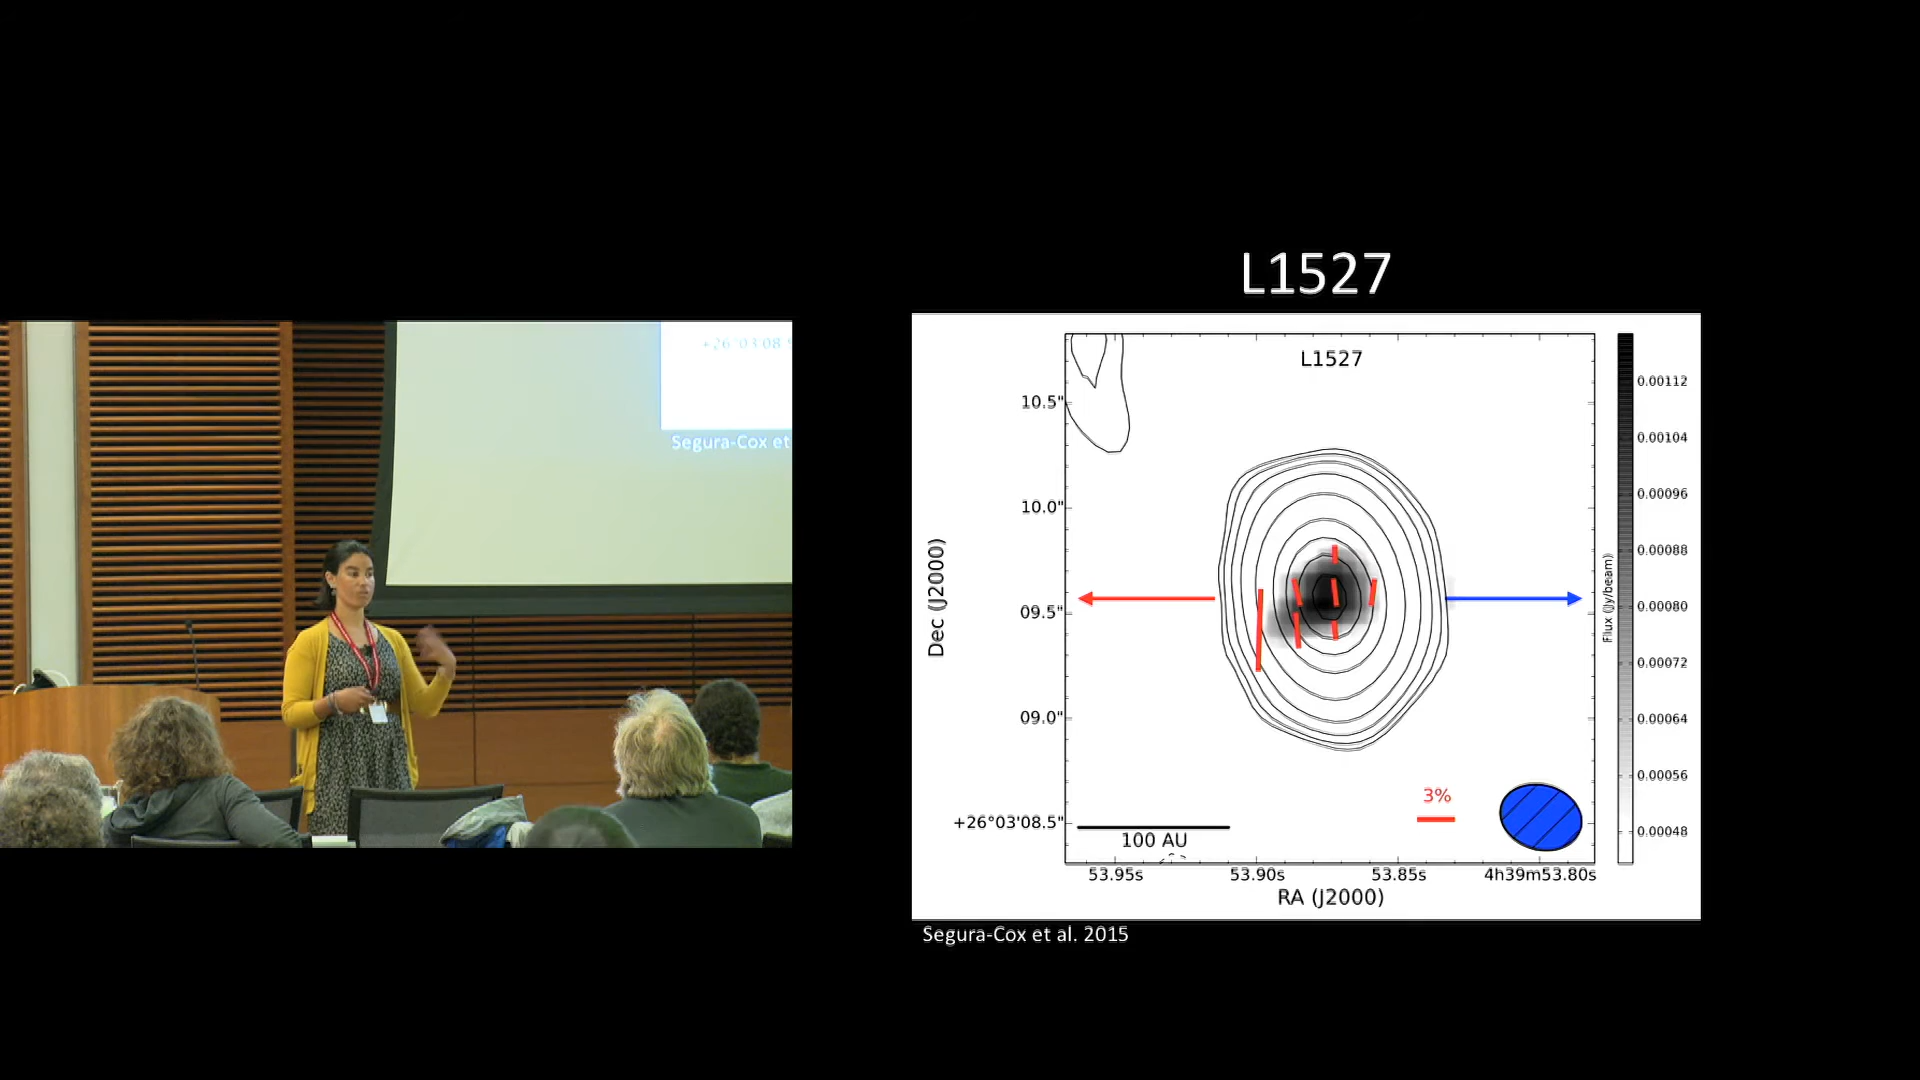 +26°03'08.
Segura-Cox et
L1527
L1527
10.5"
10.0"
09.5"
09.0"
+26°03'08.5"
Dec (J2000)
100 AU
3%
53.95s
53.90s
53.85s
4h39m53.80s
RA (J2000)
Flux (Jy/beam)
0.00112
0.00104
0.00096
0.00088
0.00080
0.00072
0.00064
0.00056
0.00048
Segura-Cox et al. 2015